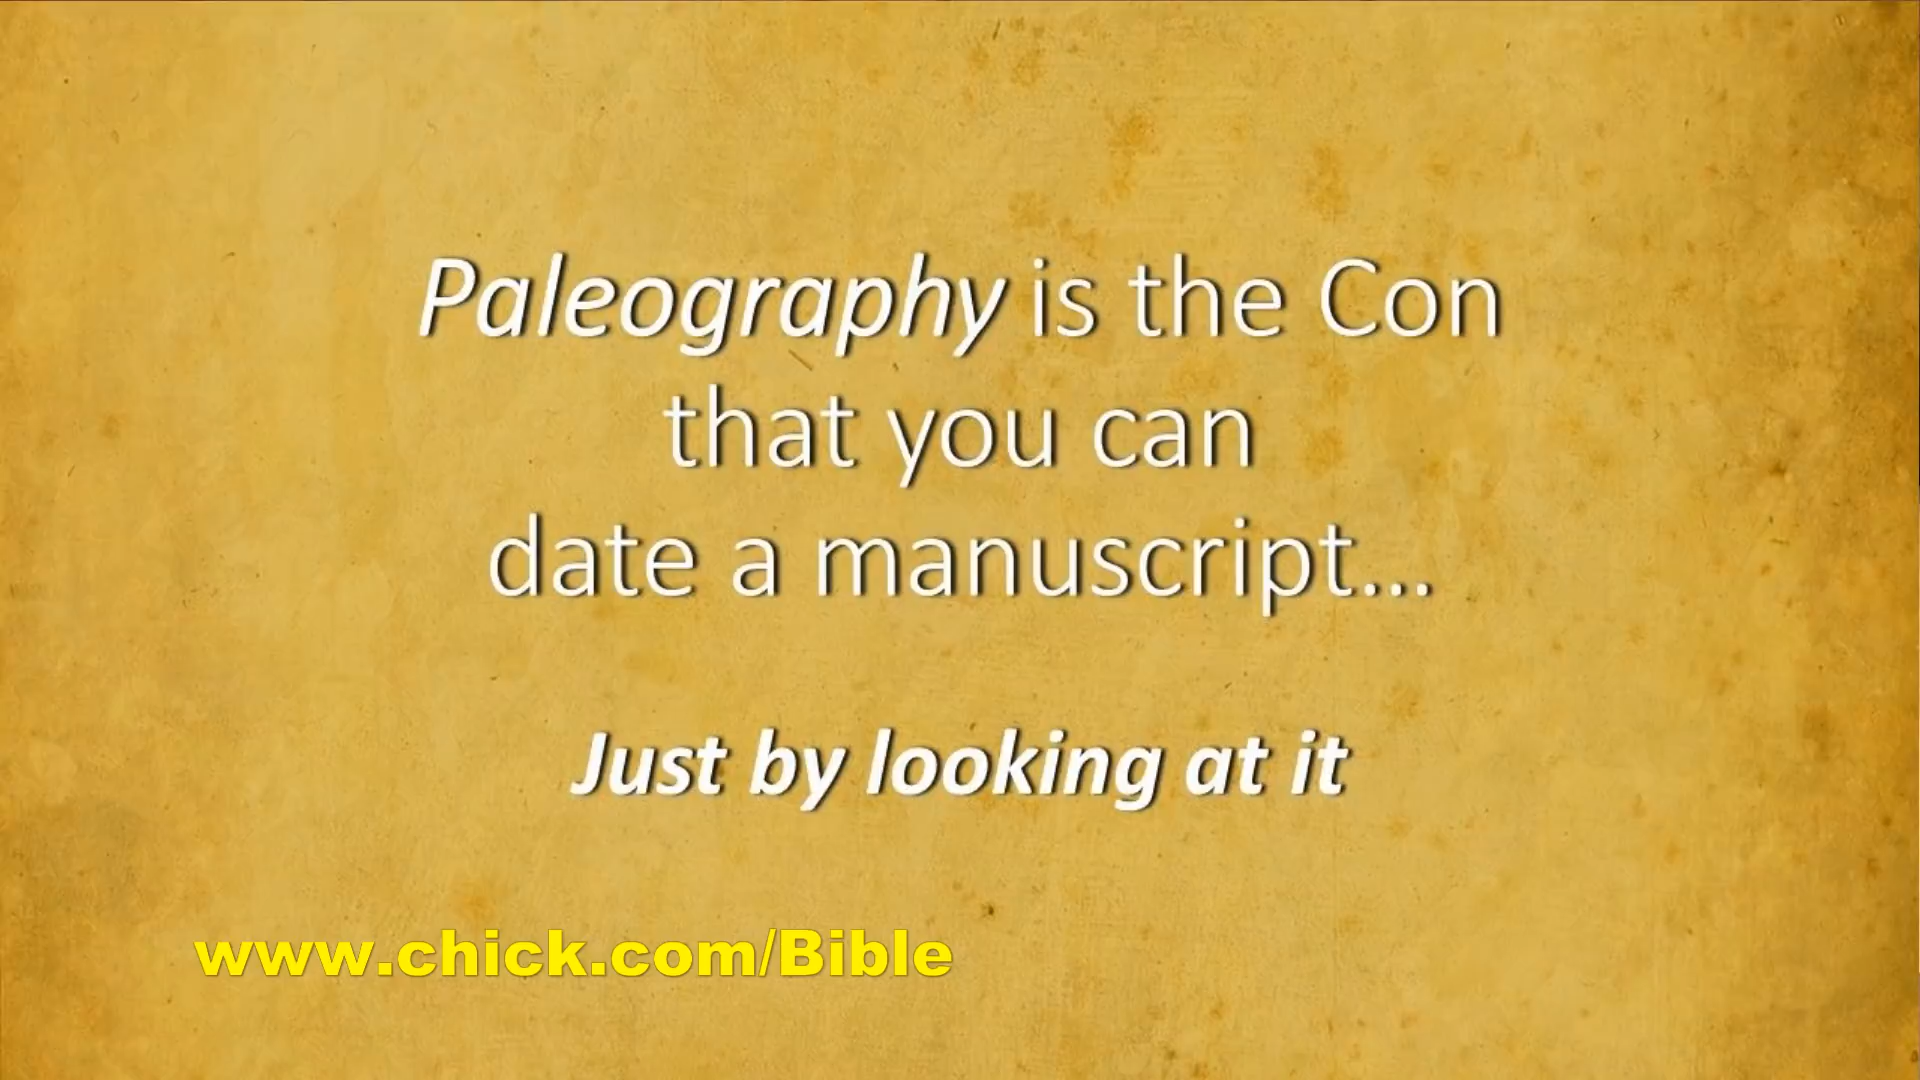 Paleography is the Con
that you can
date a manuscript...
Just by looking at it
www.chick.com/Bible